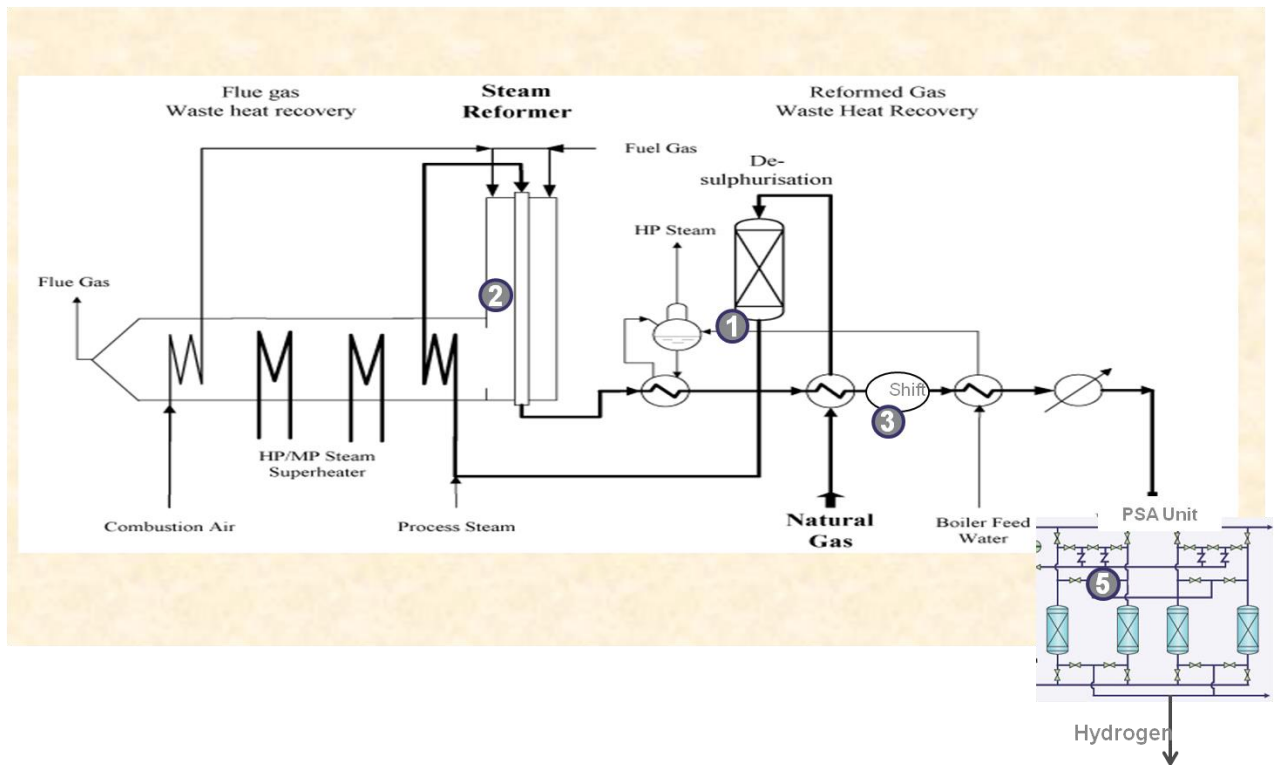 Flue gas
Waste heat recovery
Steam
Reformer
Reformed Gas
Waste Heat Recovery
Fuel Gas
De-
sulphurisation
HP Steam
Flue Gas
2
1
Shift
3
HP/MP Steam
Superheater
Combustion Air
Process Steam
Natural
Gas
Boiler Feed
Water
PSA Unit
5
Hydrogen